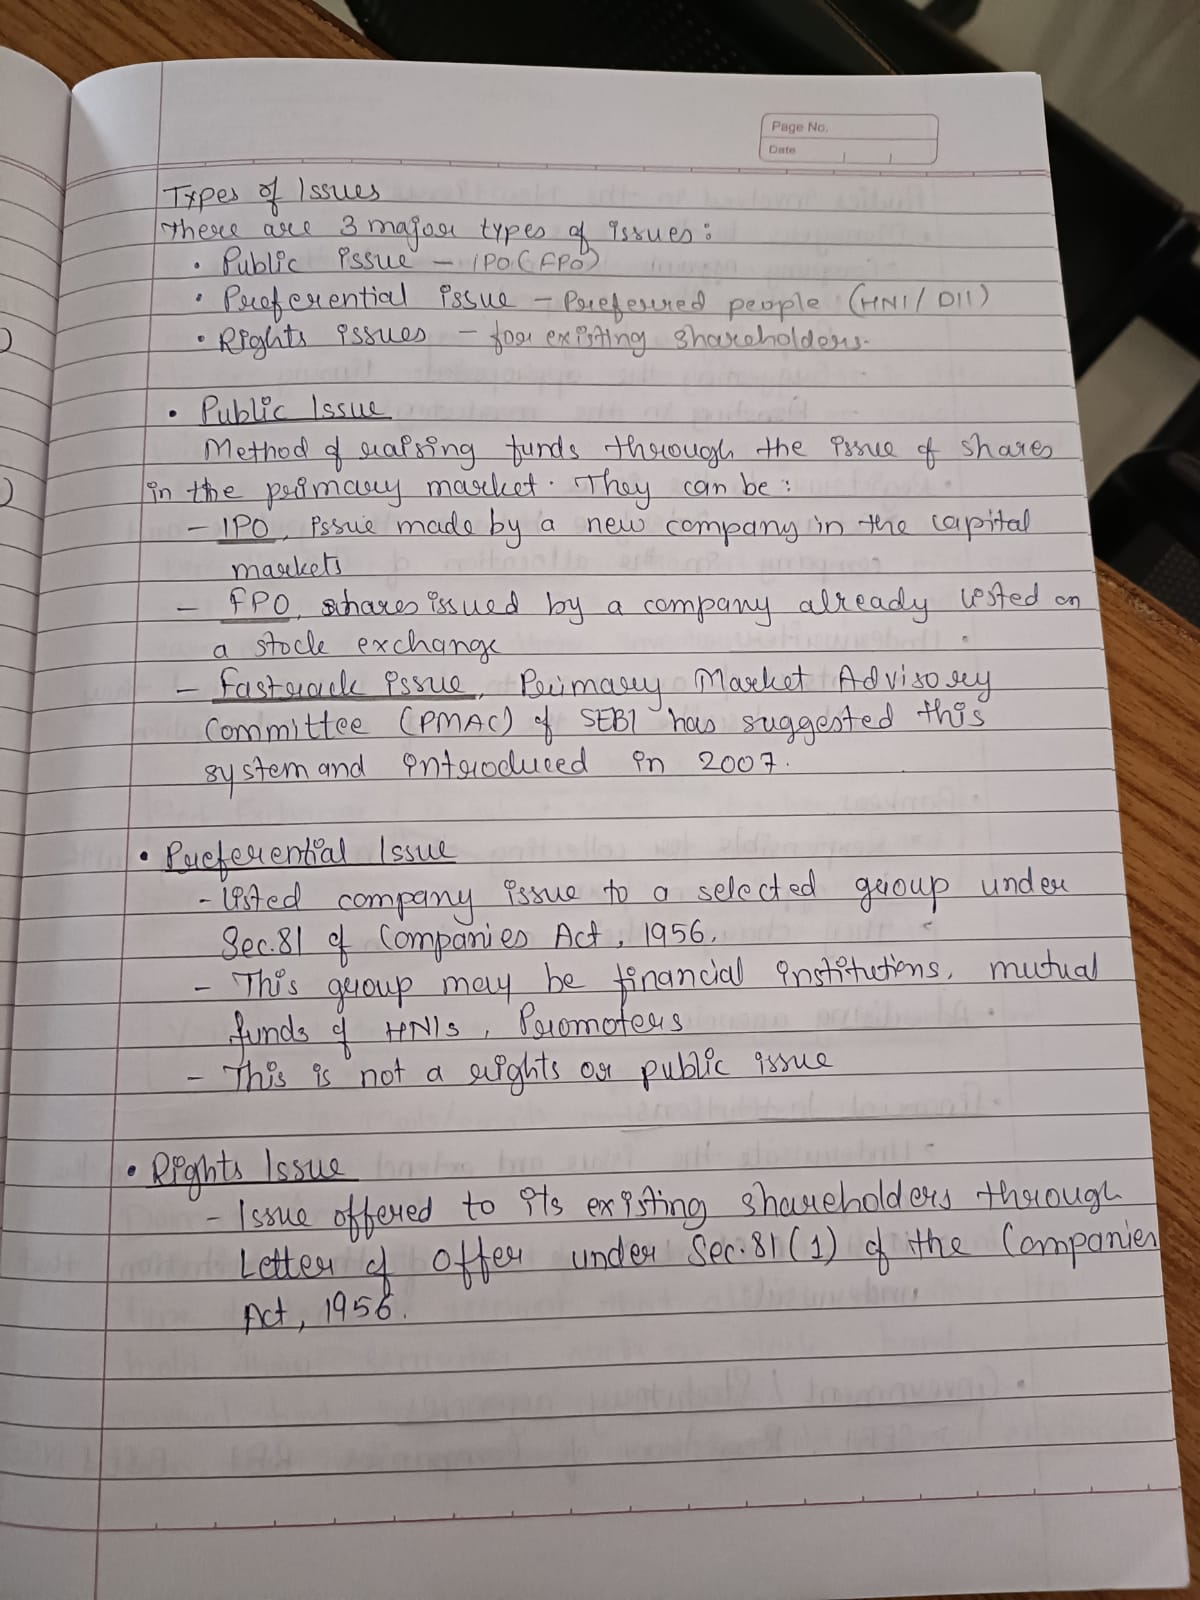 Page No.
Date
Types of Issues
There are 3 major types of issues:
• Public issue - IPO (FPO)
• Preferential issue - Preferred people (HNI / DII)
• Rights issues - for existing shareholders.
• Public Issue
Method of raising funds through the issue of shares
in the primary market. They can be:
- IPO, issue made by a new company in the capital
markets
- FPO, shares issued by a company already listed on
a stock exchange
- Fastrack issue, Primary Market Advisory
Committee (PMAC) of SEBI has suggested this
system and introduced in 2007.
• Preferential Issue
- listed company issue to a selected group under
Sec.81 of Companies Act, 1956.
- This group may be financial institutions, mutual
funds of HNIs, Promoters
- This is not a rights or public issue
• Rights Issue
- Issue offered to its existing shareholders through
Letter of offer under Sec.81(1) of the Companies
Act, 1956.